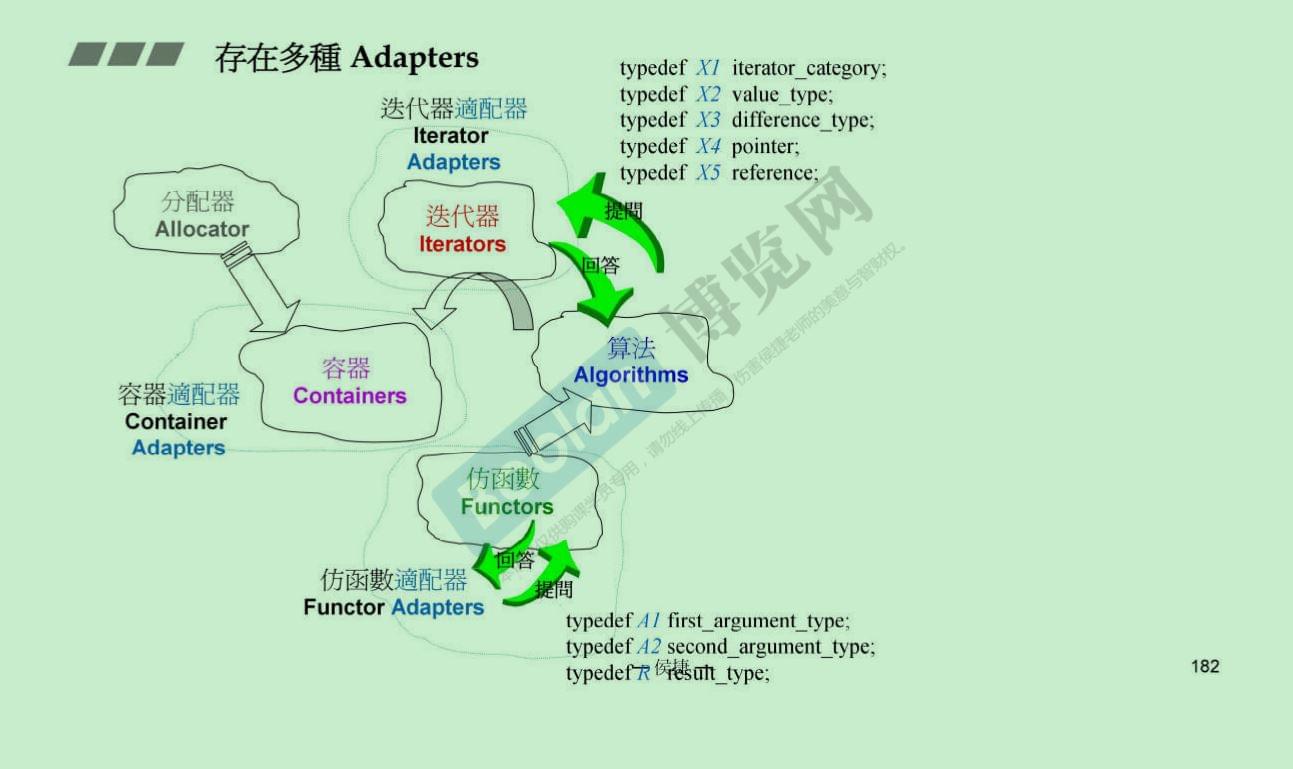 存在多種 Adapters
typedef X1 iterator_category;
typedef X2 value_type;
typedef X3 difference_type;
typedef X4 pointer;
typedef X5 reference;
迭代器適配器
Iterator
Adapters
分配器
Allocator
迭代器
Iterators
提問
回答
算法
Algorithms
容器
Containers
容器適配器
Container
Adapters
仿函數
Functors
回答
提問
仿函數適配器
Functor Adapters
typedef A1 first_argument_type;
typedef A2 second_argument_type;
typedef R result_type;
— 侯捷 —
182
Boolan
博览网
仅供购课学员专用，请勿线上传播，伤害侯捷老师的美意与智财权。